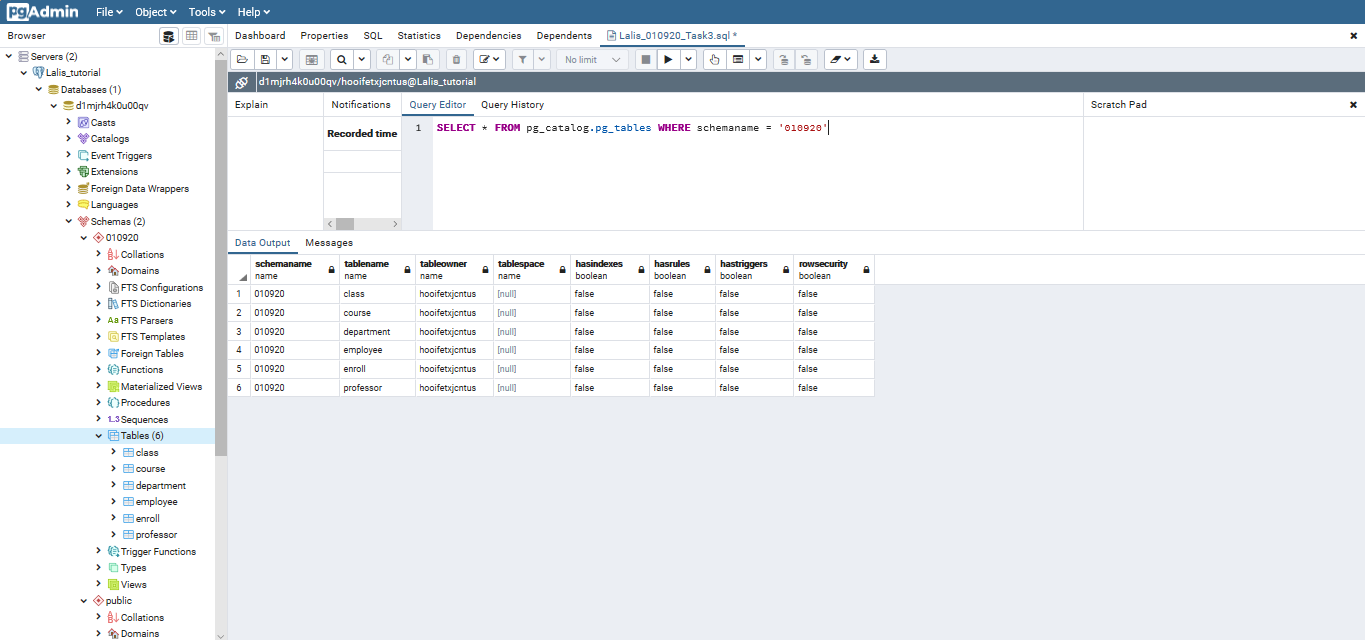 pgAdmin File Object Tools Help
Browser
Dashboard Properties SQL Statistics Dependencies Dependents Lalis_010920_Task3.sql *
No limit
d1mjrh4k0u00qv/hooifetxjcntus@Lalis_tutorial
Servers (2)
Lalis_tutorial
Databases (1)
d1mjrh4k0u00qv
Casts
Catalogs
Event Triggers
Extensions
Foreign Data Wrappers
Languages
Schemas (2)
010920
Collations
Domains
FTS Configurations
FTS Dictionaries
FTS Parsers
FTS Templates
Foreign Tables
Functions
Materialized Views
Procedures
1..3 Sequences
Tables (6)
class
course
department
employee
enroll
professor
Trigger Functions
Types
Views
public
Collations
Domains
Explain
Notifications
Recorded time
Query Editor Query History
1 SELECT * FROM pg_catalog.pg_tables WHERE schemaname = '010920'
Scratch Pad
Data Output Messages
schemaname tablename tableowner tablespace hasindexes hasrules hastriggers rowsecurity
name name name name boolean boolean boolean boolean
1 010920 class hooifetxjcntus [null] false false false false
2 010920 course hooifetxjcntus [null] false false false false
3 010920 department hooifetxjcntus [null] false false false false
4 010920 employee hooifetxjcntus [null] false false false false
5 010920 enroll hooifetxjcntus [null] false false false false
6 010920 professor hooifetxjcntus [null] false false false false